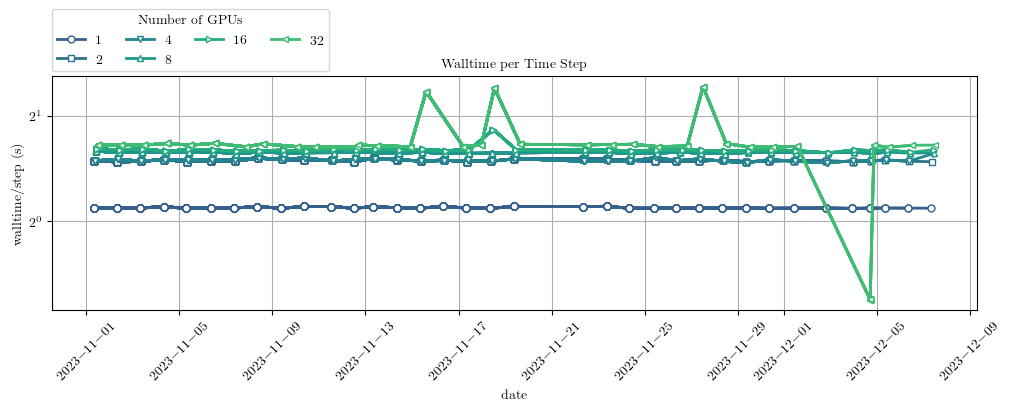 Number of GPUs
1 4 16 32
2 8
Walltime per Time Step
2^1
2^0
walltime/step (s)
2023−11−01 2023−11−05 2023−11−09 2023−11−13 2023−11−17 2023−11−21 2023−11−25 2023−11−29 2023−12−01 2023−12−05 2023−12−09
date